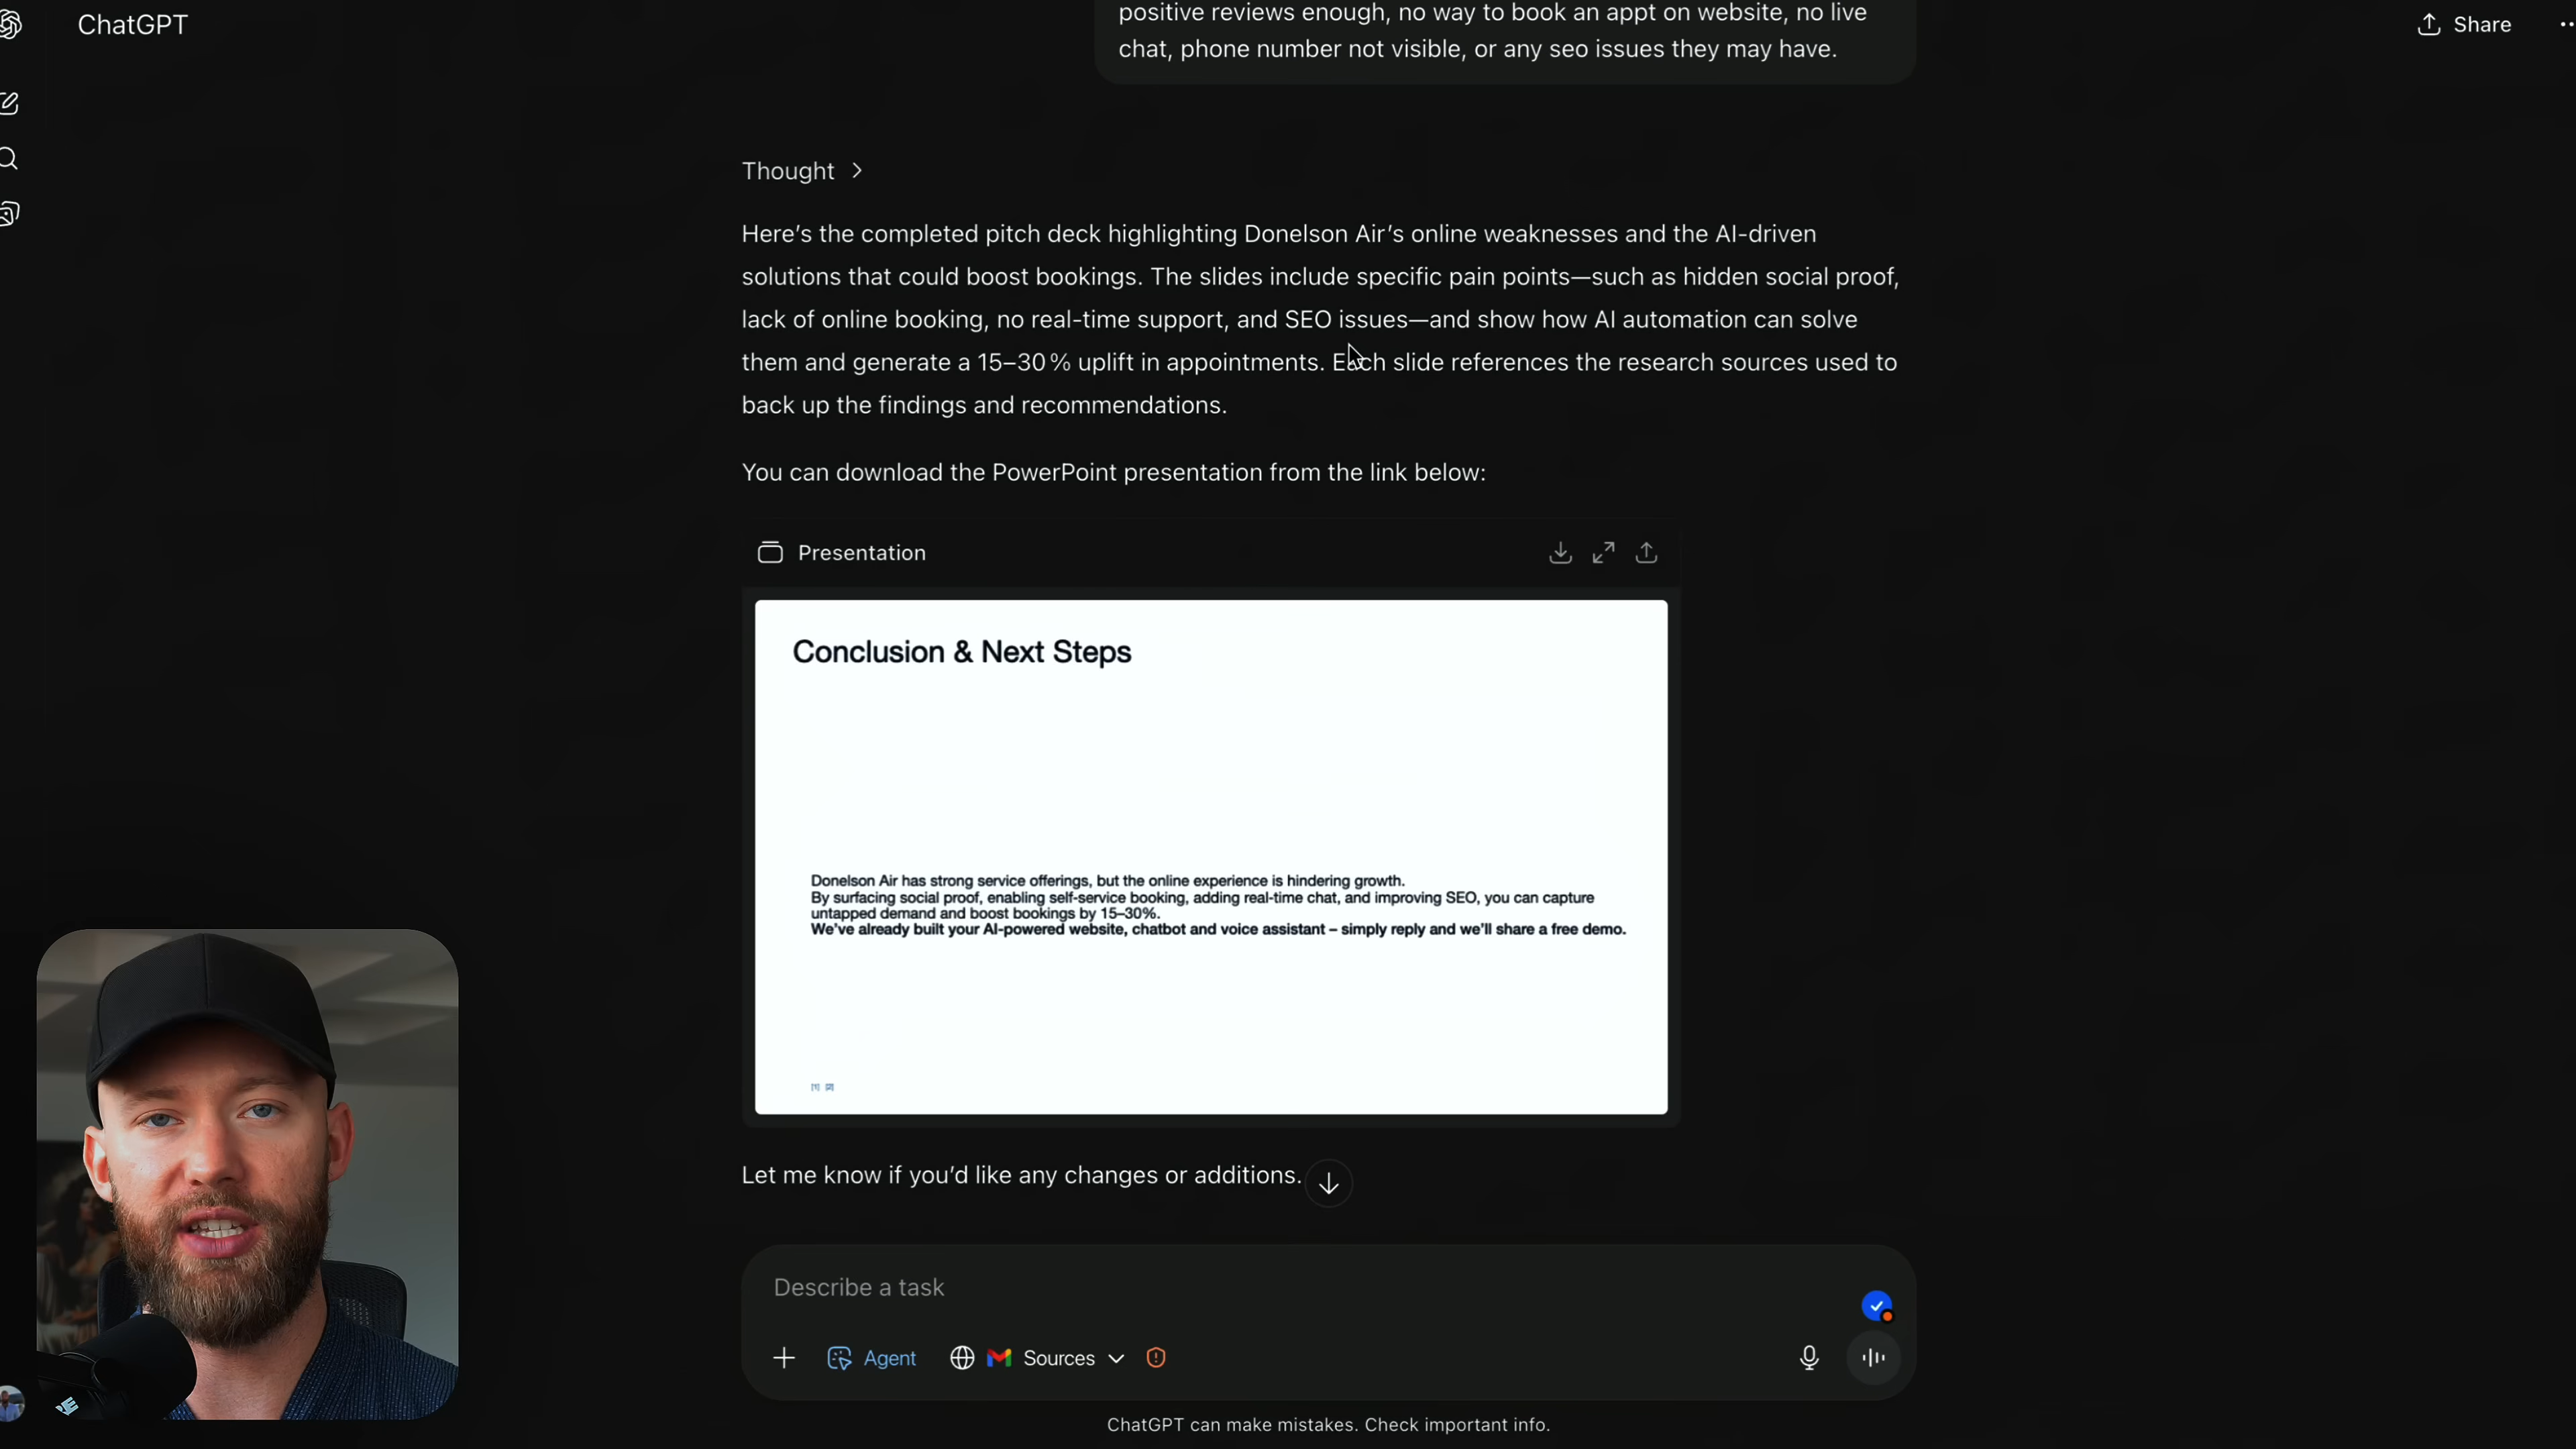 ChatGPT
Share
positive reviews enough, no way to book an appt on website, no live
chat, phone number not visible, or any seo issues they may have.
Thought
Here’s the completed pitch deck highlighting Donelson Air’s online weaknesses and the AI-driven
solutions that could boost bookings. The slides include specific pain points—such as hidden social proof,
lack of online booking, no real-time support, and SEO issues—and show how AI automation can solve
them and generate a 15–30 % uplift in appointments. Each slide references the research sources used to
back up the findings and recommendations.
You can download the PowerPoint presentation from the link below:
Presentation
Conclusion & Next Steps
Donelson Air has strong service offerings, but the online experience is hindering growth.
By surfacing social proof, enabling self-service booking, adding real-time chat, and improving SEO, you can capture
untapped demand and boost bookings by 15–30%.
We’ve already built your AI-powered website, chatbot and voice assistant – simply reply and we’ll share a free demo.
[1] [2]
Let me know if you’d like any changes or additions.
Describe a task
Agent
Sources
ChatGPT can make mistakes. Check important info.